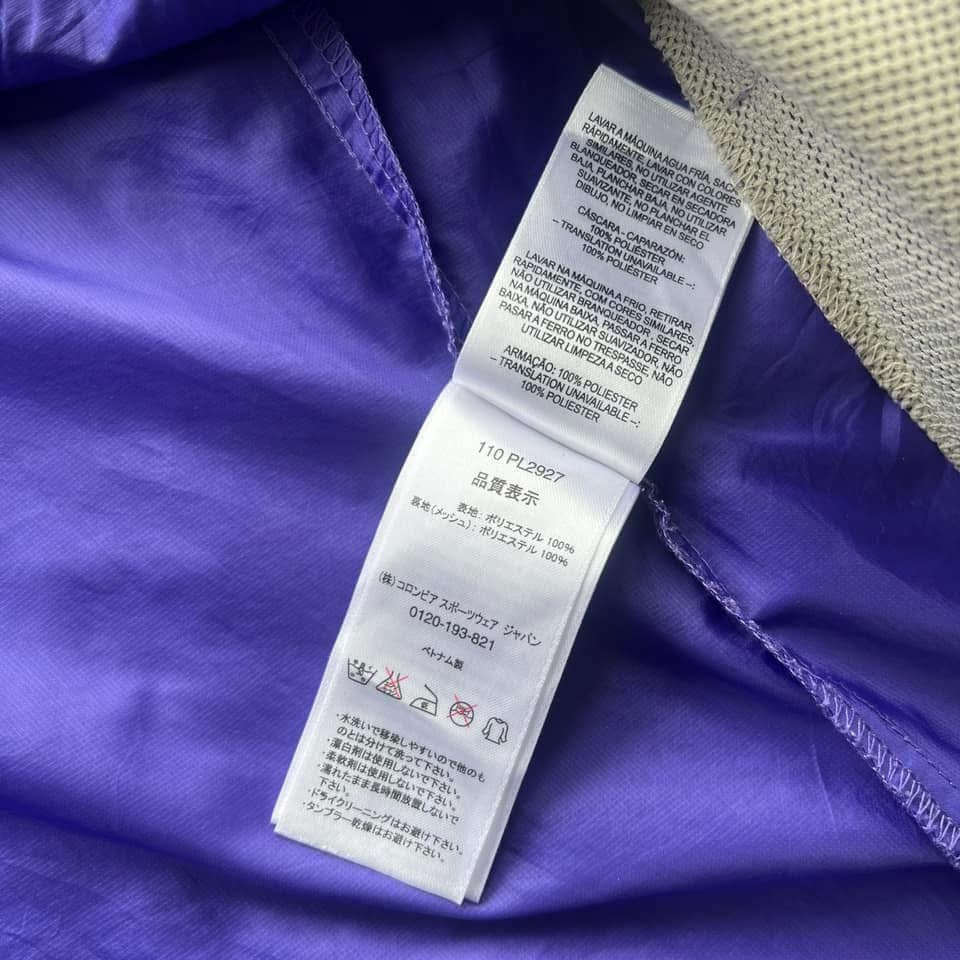 LAVAR A MÁQUINA AGUA FRÍA, SACAR
RÁPIDAMENTE, LAVAR CON COLORES
SIMILARES, NO UTILIZAR AGENTE
BLANQUEADOR, SECAR EN SECADORA
BAJA, PLANCHAR BAJA, NO UTILIZAR
SUAVIZANTE, NO PLANCHAR EL
DIBUJO, NO LIMPIAR EN SECO
CÁSCARA - CAPARAZÓN:
100% POLIÉSTER
– TRANSLATION UNAVAILABLE –:
100% POLIÉSTER
LAVAR NA MÁQUINA A FRIO, RETIRAR
RAPIDAMENTE, COM CORES SIMILARES,
NÃO UTILIZAR BRANQUEADOR, SECAR
NA MÁQUINA BAIXA, PASSAR A FERRO
BAIXA, NÃO UTILIZAR SUAVIZADOR, NÃO
PASAR A FERRO NO TRESPASSE, NÃO
UTILIZAR LIMPEZA A SECO
ARMAÇÃO: 100% POLIESTER
– TRANSLATION UNAVAILABLE –:
100% POLIESTER
110 PL2927
品質表示
表地: ポリエステル 100%
裏地(メッシュ): ポリエステル 100%
(株) コロンビア スポーツウェア ジャパン
0120-193-821
ベトナム製
・水洗いで移染しやすいので他のも
のとは分けて洗って下さい。
・漂白剤は使用しないで下さい。
・柔軟剤は使用しないで下さい。
・濡れたまま長時間放置しないで
下さい。
・ドライクリーニングはお避け下さい。
・タンブラー乾燥はお避け下さい。